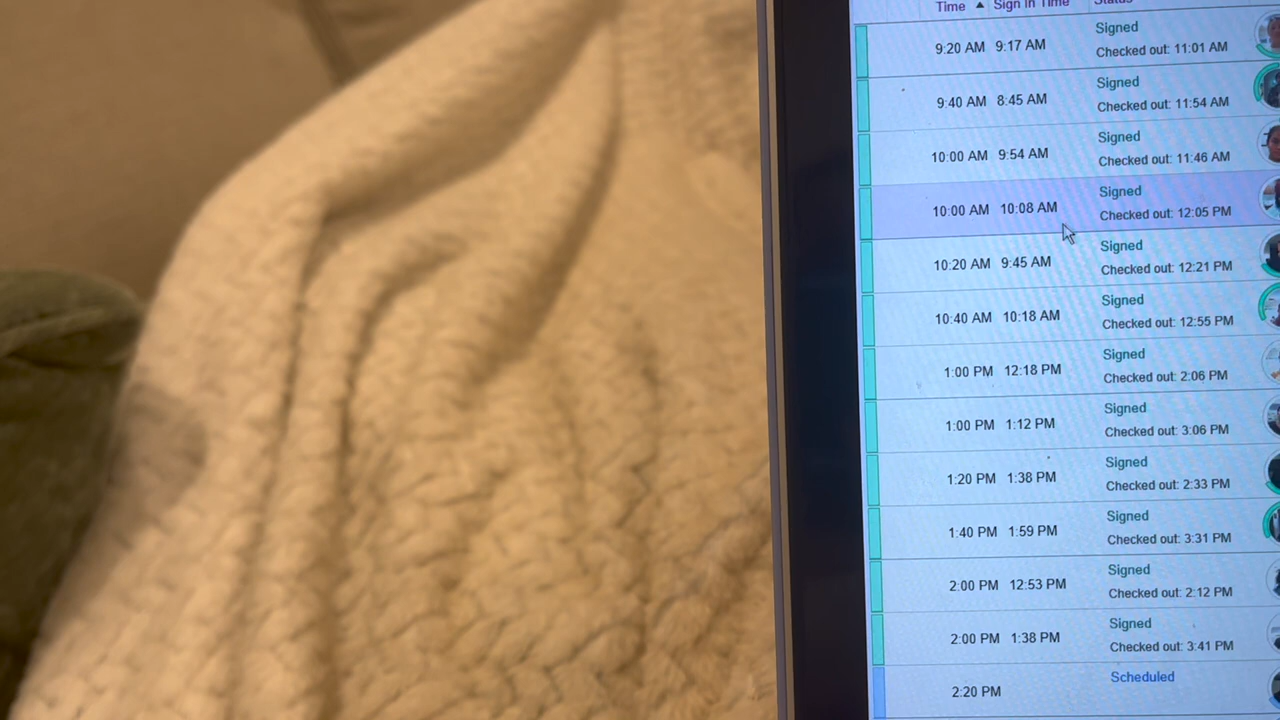 Time ▲ Sign In Time Status
9:20 AM 9:17 AM Signed
Checked out: 11:01 AM
9:40 AM 8:45 AM Signed
Checked out: 11:54 AM
10:00 AM 9:54 AM Signed
Checked out: 11:46 AM
10:00 AM 10:08 AM Signed
Checked out: 12:05 PM
10:20 AM 9:45 AM Signed
Checked out: 12:21 PM
10:40 AM 10:18 AM Signed
Checked out: 12:55 PM
1:00 PM 12:18 PM Signed
Checked out: 2:06 PM
1:00 PM 1:12 PM Signed
Checked out: 3:06 PM
1:20 PM 1:38 PM Signed
Checked out: 2:33 PM
1:40 PM 1:59 PM Signed
Checked out: 3:31 PM
2:00 PM 12:53 PM Signed
Checked out: 2:12 PM
2:00 PM 1:38 PM Signed
Checked out: 3:41 PM
2:20 PM Scheduled